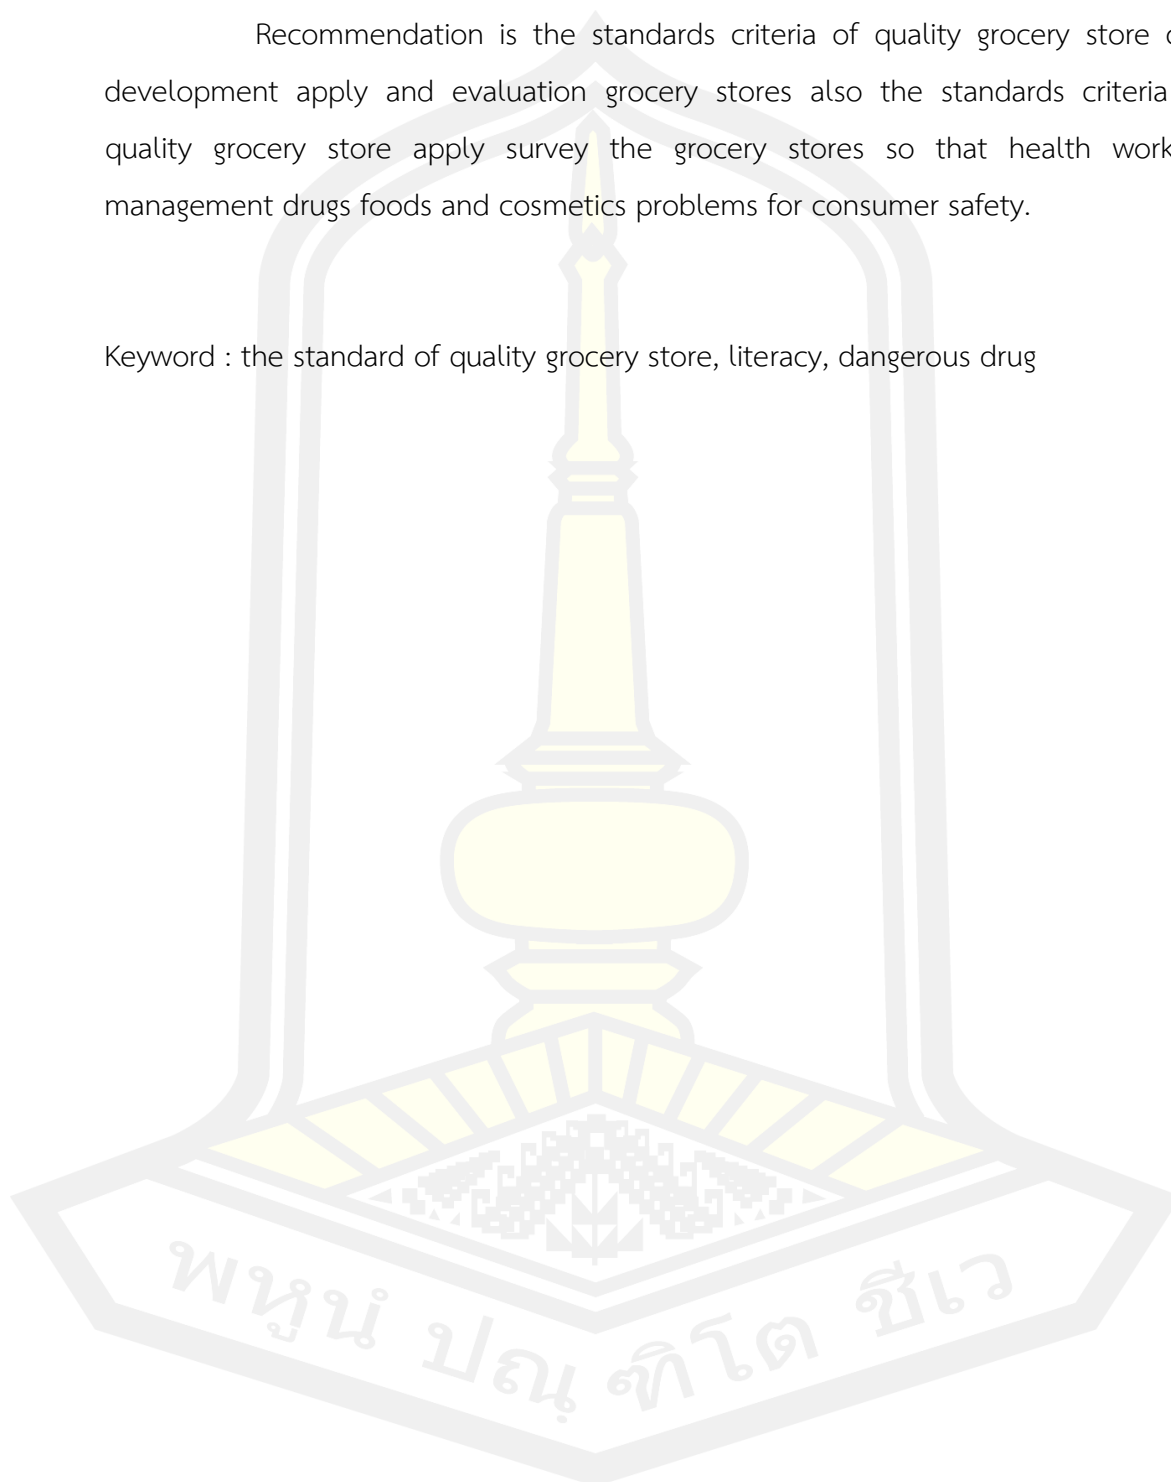 Recommendation is the standards criteria of quality grocery store
development apply and evaluation grocery stores also the standards criteria
quality grocery store apply survey the grocery stores so that health work
management drugs foods and cosmetics problems for consumer safety.
Keyword : the standard of quality grocery store, literacy, dangerous drug
พหูนํ ปณฺ ฑิโต ชีเว